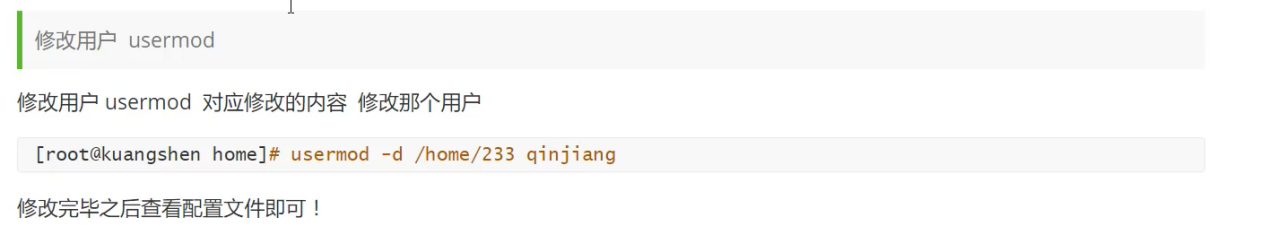 修改用户 usermod
修改用户 usermod 对应修改的内容 修改那个用户
[root@kuangshen home]# usermod -d /home/233 qinjiang
修改完毕之后查看配置文件即可！